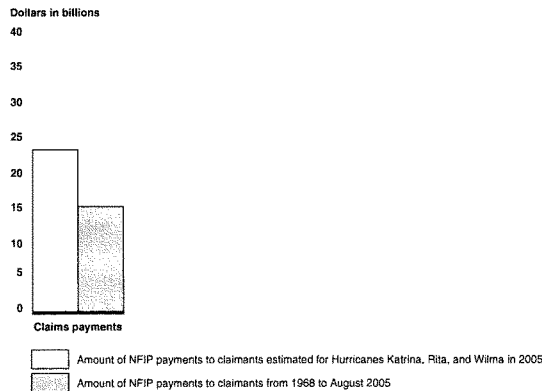 Dollars in billions
40
35
30
25
20
15
10
5
0
Claims payments
Amount of NFIP payments to claimants estimated for Hurricanes Katrina, Rita, and Wilma in 2005
Amount of NFIP payments to claimants from 1968 to August 2005